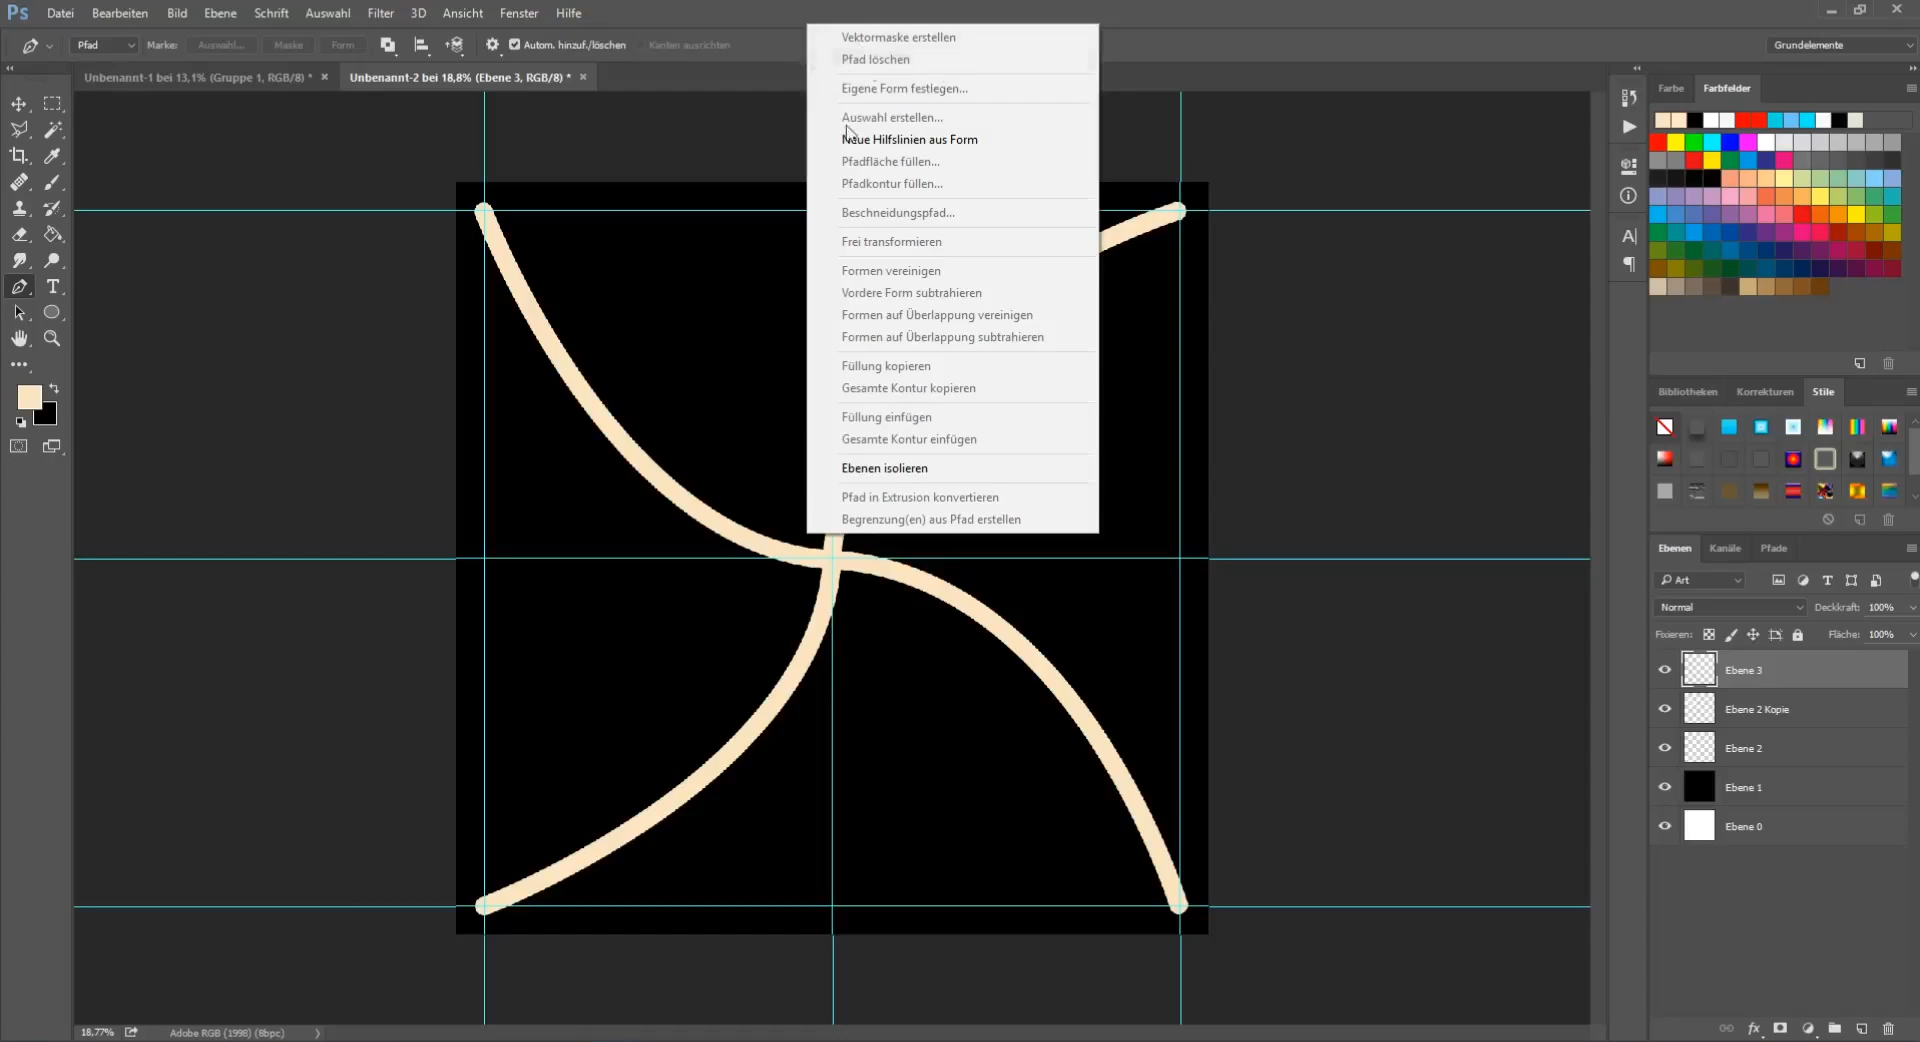 Ps Datei Bearbeiten Bild Ebene Schrift Auswahl Filter 3D Ansicht Fenster Hilfe
Pfad Marke: Auswahl... Maske Form Autom. hinzuf./löschen Kanten ausrichten Grundelemente
Unbenannt-1 bei 13,1% (Gruppe 1, RGB/8) * Unbenannt-2 bei 18,8% (Ebene 3, RGB/8) *
Vektormaske erstellen
Pfad löschen
Eigene Form festlegen...
Auswahl erstellen...
Neue Hilfslinien aus Form
Pfadfläche füllen...
Pfadkontur füllen...
Beschneidungspfad...
Frei transformieren
Formen vereinigen
Vordere Form subtrahieren
Formen auf Überlappung vereinigen
Formen auf Überlappung subtrahieren
Füllung kopieren
Gesamte Kontur kopieren
Füllung einfügen
Gesamte Kontur einfügen
Ebenen isolieren
Pfad in Extrusion konvertieren
Begrenzung(en) aus Pfad erstellen
Farbe Farbfelder
Bibliotheken Korrekturen Stile
Ebenen Kanäle Pfade
Art
Normal Deckkraft: 100%
Fixieren: Fläche: 100%
Ebene 3
Ebene 2 Kopie
Ebene 2
Ebene 1
Ebene 0
18,77% Adobe RGB (1998) (8bpc)